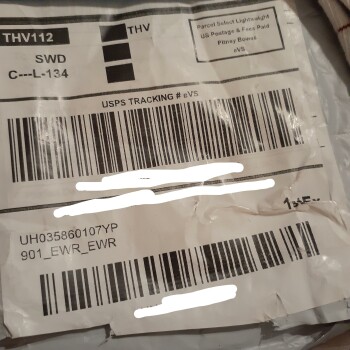 THV112
THV
SWD
C---L-134
Parcel Select Lightweight
US Postage & Fees Paid
Pitney Bowes
eVS
USPS TRACKING # eVS
UH035860107YP
901_EWR_EWR